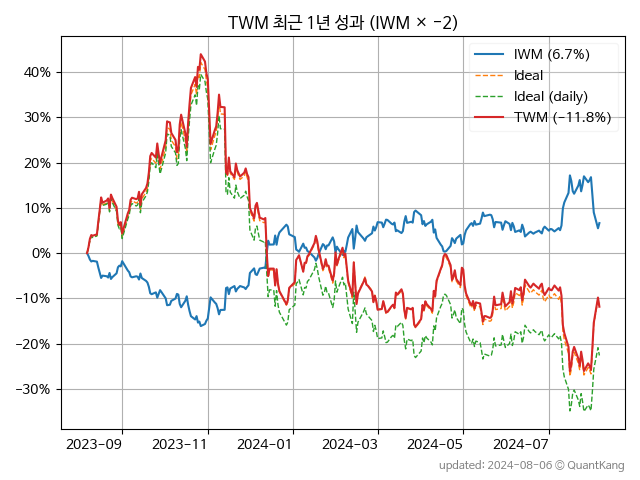 TWM 최근 1년 성과 (IWM × −2)
IWM (6.7%)
Ideal
Ideal (daily)
TWM (−11.8%)
40%
30%
20%
10%
0%
−10%
−20%
−30%
2023-09 2023-11 2024-01 2024-03 2024-05 2024-07
updated: 2024-08-06 © QuantKang